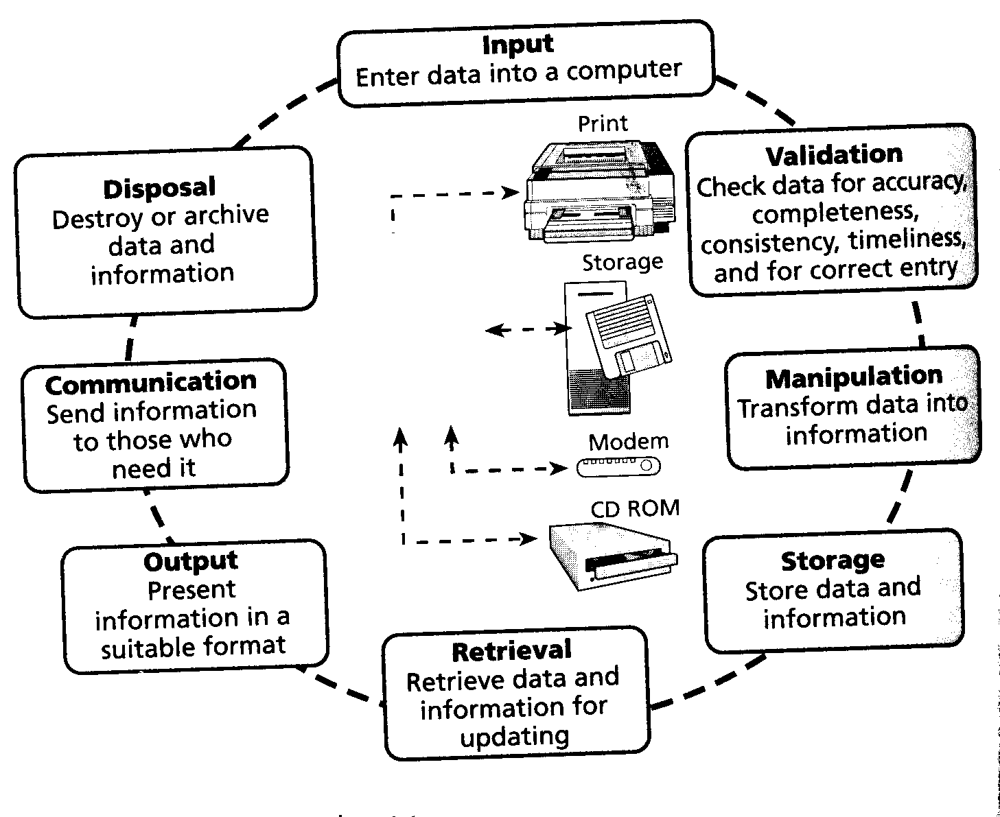 Input
Enter data into a computer
Print
Validation
Check data for accuracy,
completeness,
consistency, timeliness,
and for correct entry
Disposal
Destroy or archive
data and
information
Storage
Communication
Send information
to those who
need it
Manipulation
Transform data into
information
Modem
CD ROM
Output
Present
information in a
suitable format
Storage
Store data and
information
Retrieval
Retrieve data and
information for
updating